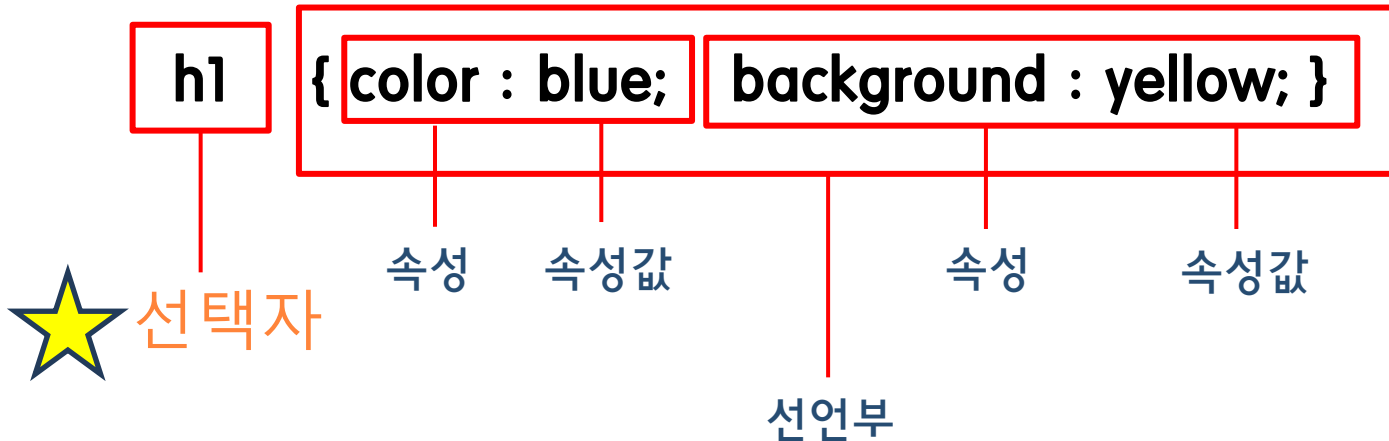 h1 { color : blue; background : yellow; }
속성 속성값 속성 속성값
선택자
선언부